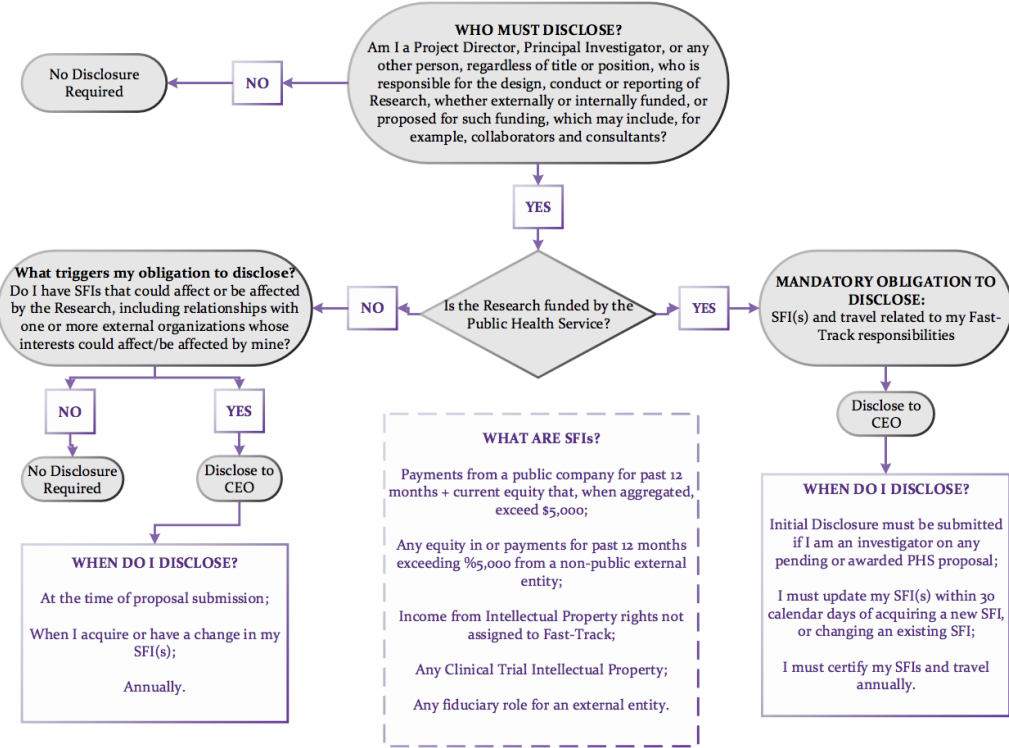 WHO MUST DISCLOSE?
Am I a Project Director, Principal Investigator, or any
other person, regardless of title or position, who is
responsible for the design, conduct or reporting of
Research, whether externally or internally funded, or
proposed for such funding, which may include, for
example, collaborators and consultants?
NO
No Disclosure
Required
YES
Is the Research funded by the
Public Health Service?
NO
What triggers my obligation to disclose?
Do I have SFIs that could affect or be affected
by the Research, including relationships with
one or more external organizations whose
interests could affect/be affected by mine?
NO
No Disclosure
Required
YES
Disclose to
CEO
WHEN DO I DISCLOSE?
At the time of proposal submission;
When I acquire or have a change in my
SFI(s);
Annually.
WHAT ARE SFIs?
Payments from a public company for past 12
months + current equity that, when aggregated,
exceed $5,000;
Any equity in or payments for past 12 months
exceeding %5,000 from a non-public external
entity;
Income from Intellectual Property rights not
assigned to Fast-Track;
Any Clinical Trial Intellectual Property;
Any fiduciary role for an external entity.
YES
MANDATORY OBLIGATION TO
DISCLOSE:
SFI(s) and travel related to my Fast-
Track responsibilities
Disclose to
CEO
WHEN DO I DISCLOSE?
Initial Disclosure must be submitted
if I am an investigator on any
pending or awarded PHS proposal;
I must update my SFI(s) within 30
calendar days of acquiring a new SFI,
or changing an existing SFI;
I must certify my SFIs and travel
annually.